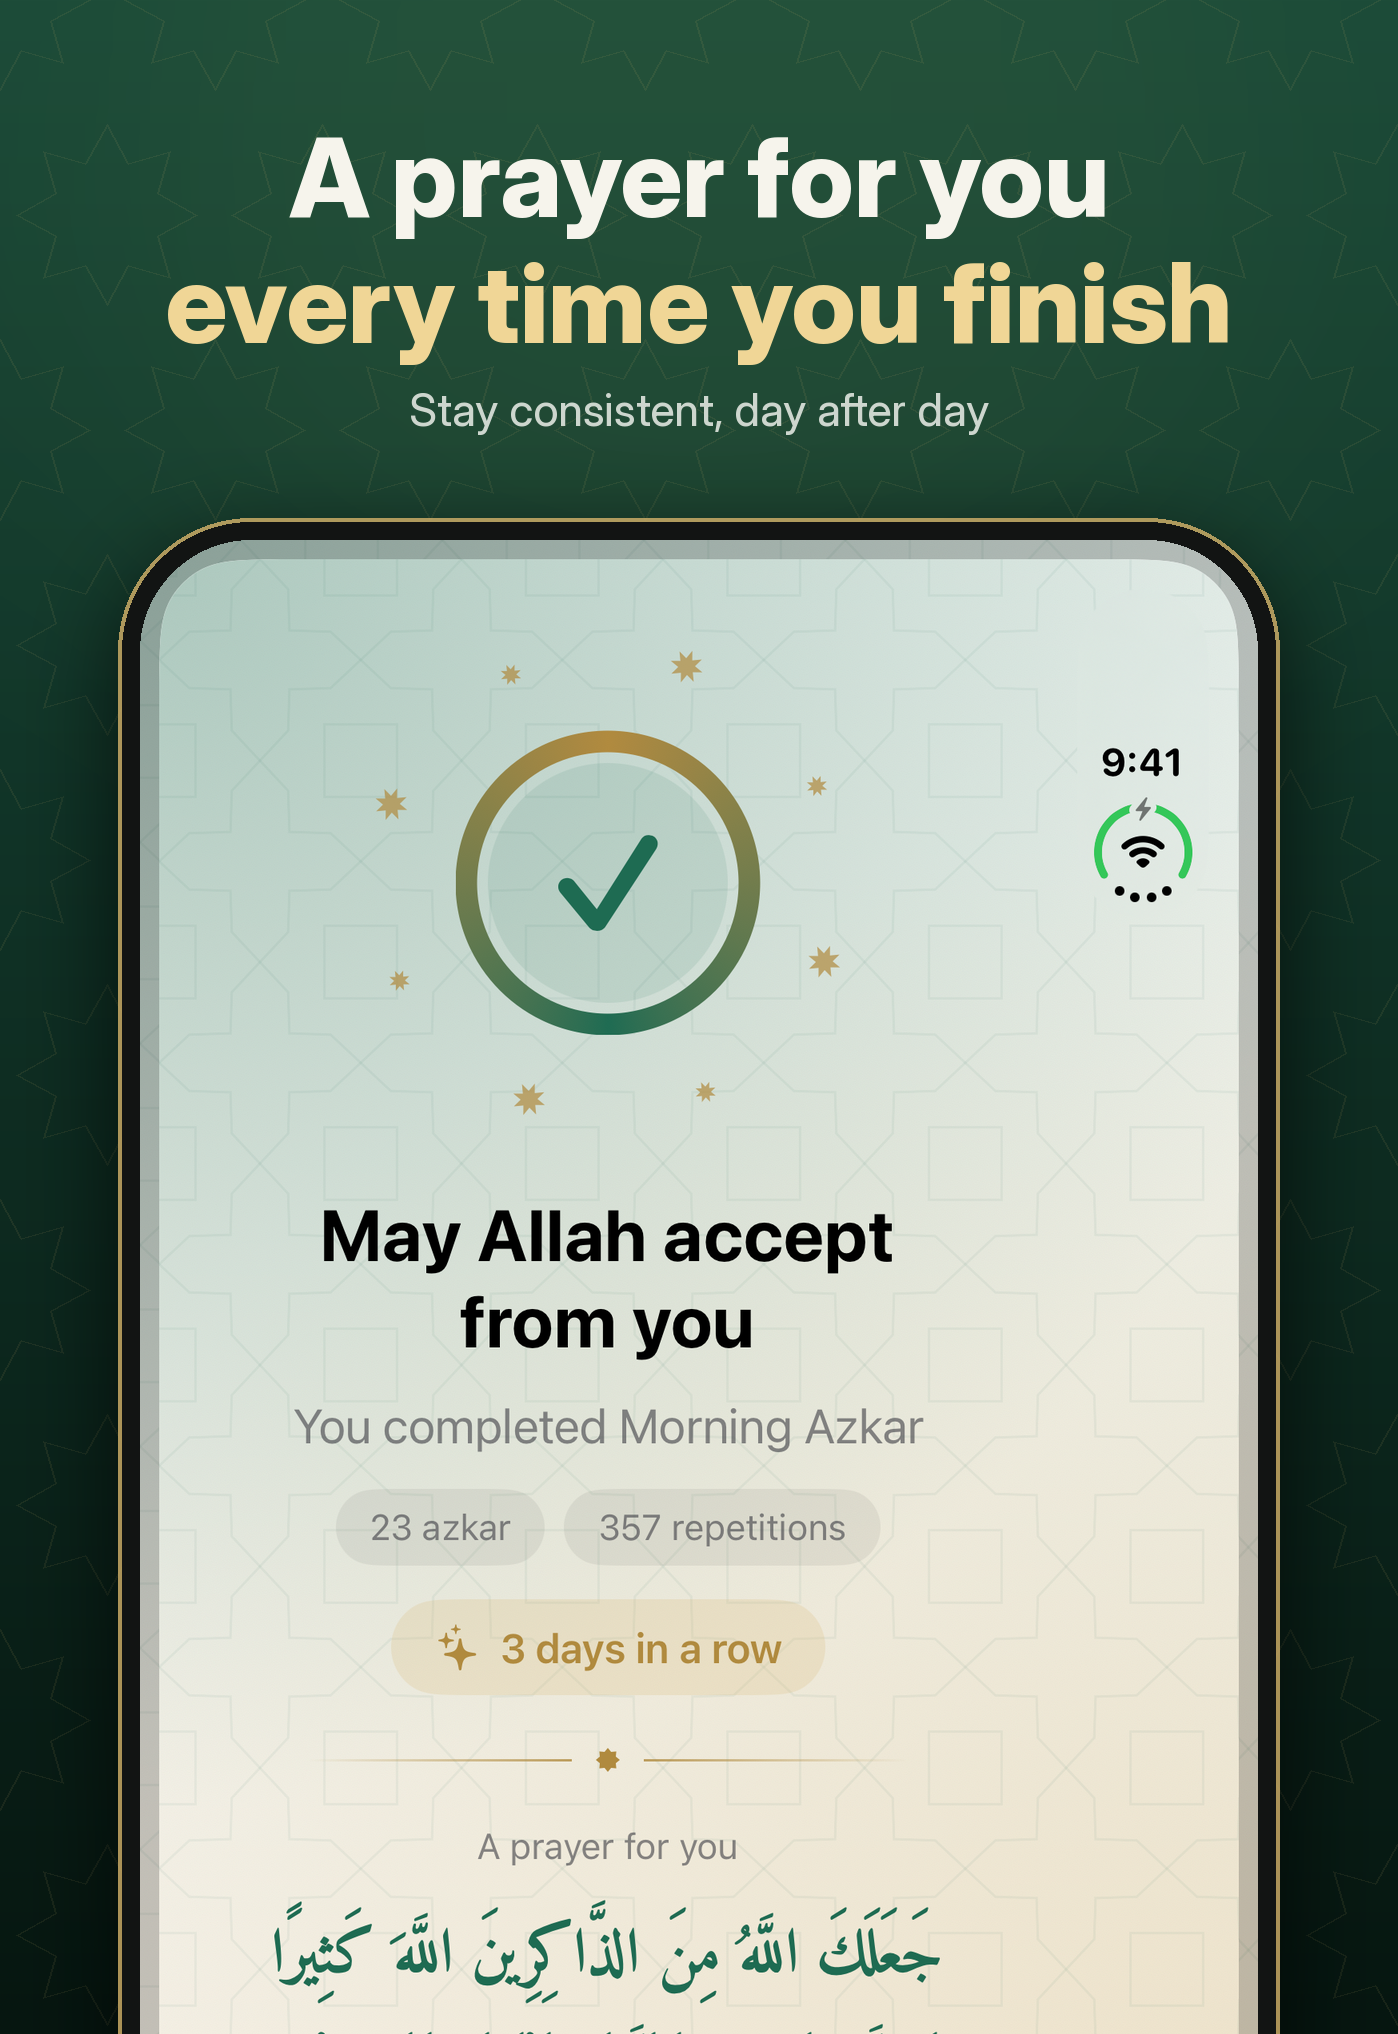 A prayer for you
every time you finish
Stay consistent, day after day
9:41
May Allah accept
from you
You completed Morning Azkar
23 azkar
357 repetitions
3 days in a row
A prayer for you
جَعَلَكَ اللَّهُ مِنَ الذَّاكِرِينَ اللَّهَ كَثِيرًا